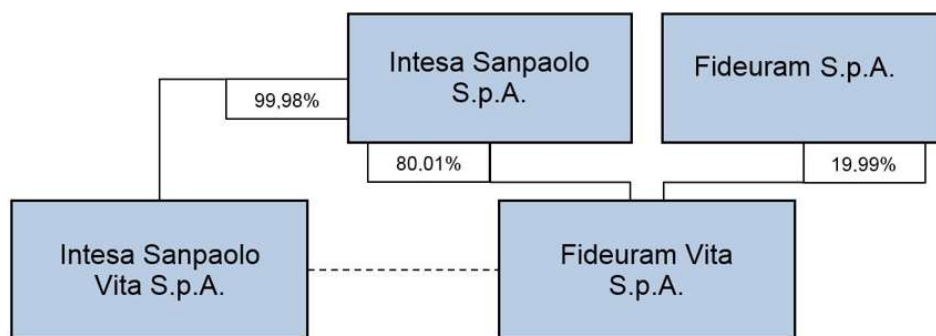 Intesa Sanpaolo
S.p.A.
Fideuram S.p.A.
99,98%
80.01%
19.99%
Intesa Sanpaolo
Vita S.p.A.
Fideuram Vita
S.p.A.